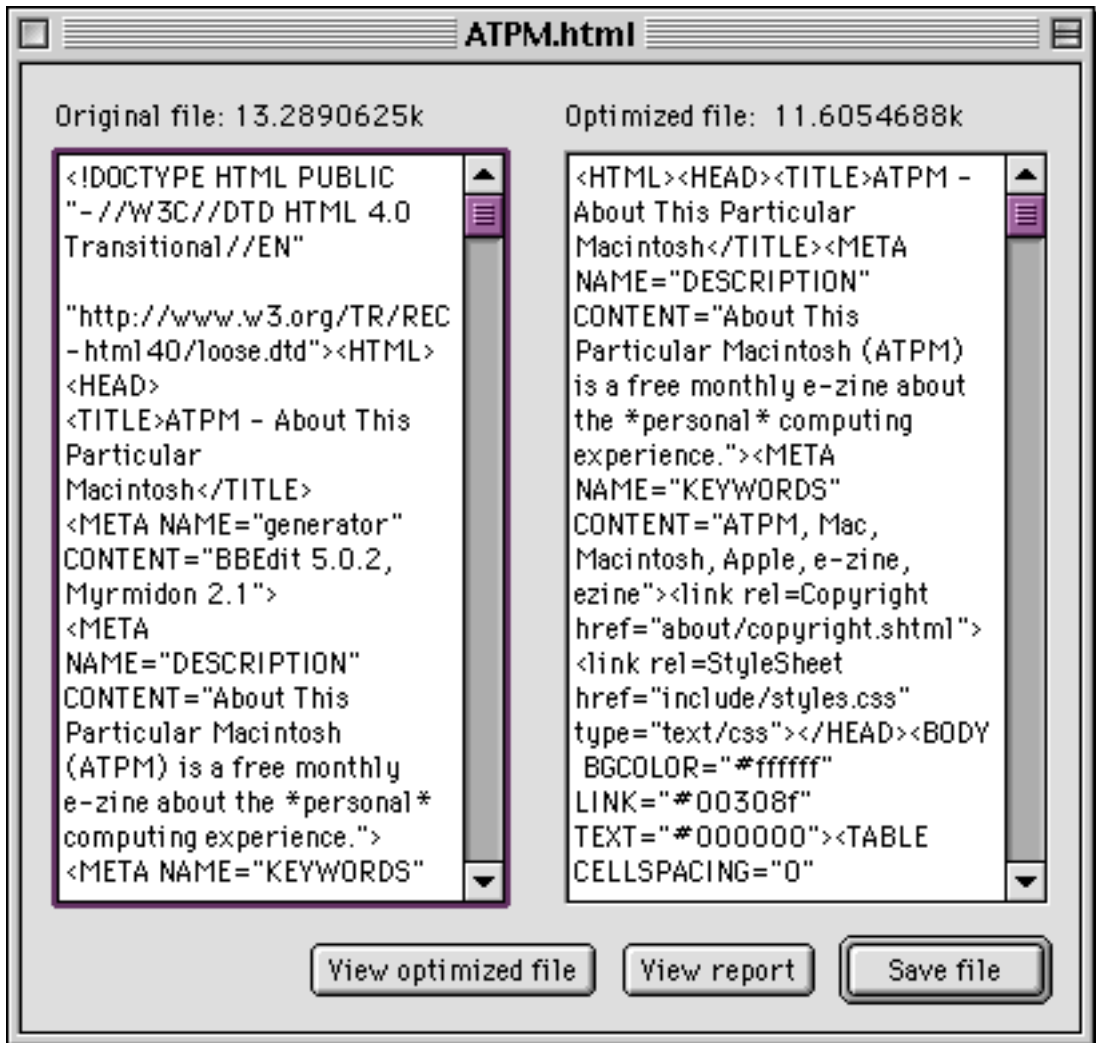 ATPM.html
Original file: 13.2890625k
<!DOCTYPE HTML PUBLIC
"-//W3C//DTD HTML 4.0
Transitional//EN"
"http://www.w3.org/TR/REC
-html40/loose.dtd"><HTML>
<HEAD>
<TITLE>ATPM - About This
Particular
Macintosh</TITLE>
<META NAME="generator"
CONTENT="BBEdit 5.0.2,
Myrmidon 2.1">
<META
NAME="DESCRIPTION"
CONTENT="About This
Particular Macintosh
(ATPM) is a free monthly
e-zine about the *personal*
computing experience.">
<META NAME="KEYWORDS"
Optimized file: 11.6054688k
<HTML><HEAD><TITLE>ATPM -
About This Particular
Macintosh</TITLE><META
NAME="DESCRIPTION"
CONTENT="About This
Particular Macintosh (ATPM)
is a free monthly e-zine about
the *personal* computing
experience."><META
NAME="KEYWORDS"
CONTENT="ATPM, Mac,
Macintosh, Apple, e-zine,
ezine"><link rel=Copyright
href="about/copyright.shtml">
<link rel=StyleSheet
href="include/styles.css"
type="text/css"></HEAD><BODY
BGCOLOR="#ffffff"
LINK="#00308f"
TEXT="#000000"><TABLE
CELLSPACING="0"
View optimized file
View report
Save file